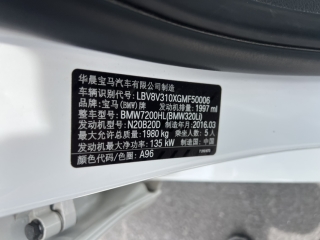 华晨宝马汽车有限公司制造
车辆识别代号: LBV8V310XGMF50006
品牌: 宝马(BMW)牌 发动机排量: 1997 ml
整车型号: BMW7200HL(BMW320Li)
发动机型号: N20B20D 制造年月: 2016.03
最大允许总质量: 1980 kg 乘坐人数: 5 人
发动机最大净功率: 135 kW 制造国: 中国
颜色代码/色: A96